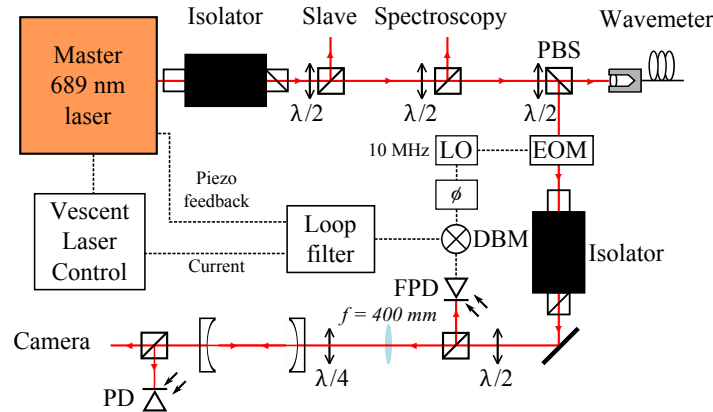 Isolator
Slave
Spectroscopy
Wavemeter
PBS
Master
689 nm
laser
λ/2
λ/2
λ/2
10 MHz
LO
EOM
Piezo
feedback
ϕ
Vescent
Laser
Control
Loop
filter
DBM
Isolator
Current
FPD
f = 400 mm
Camera
λ/4
λ/2
PD